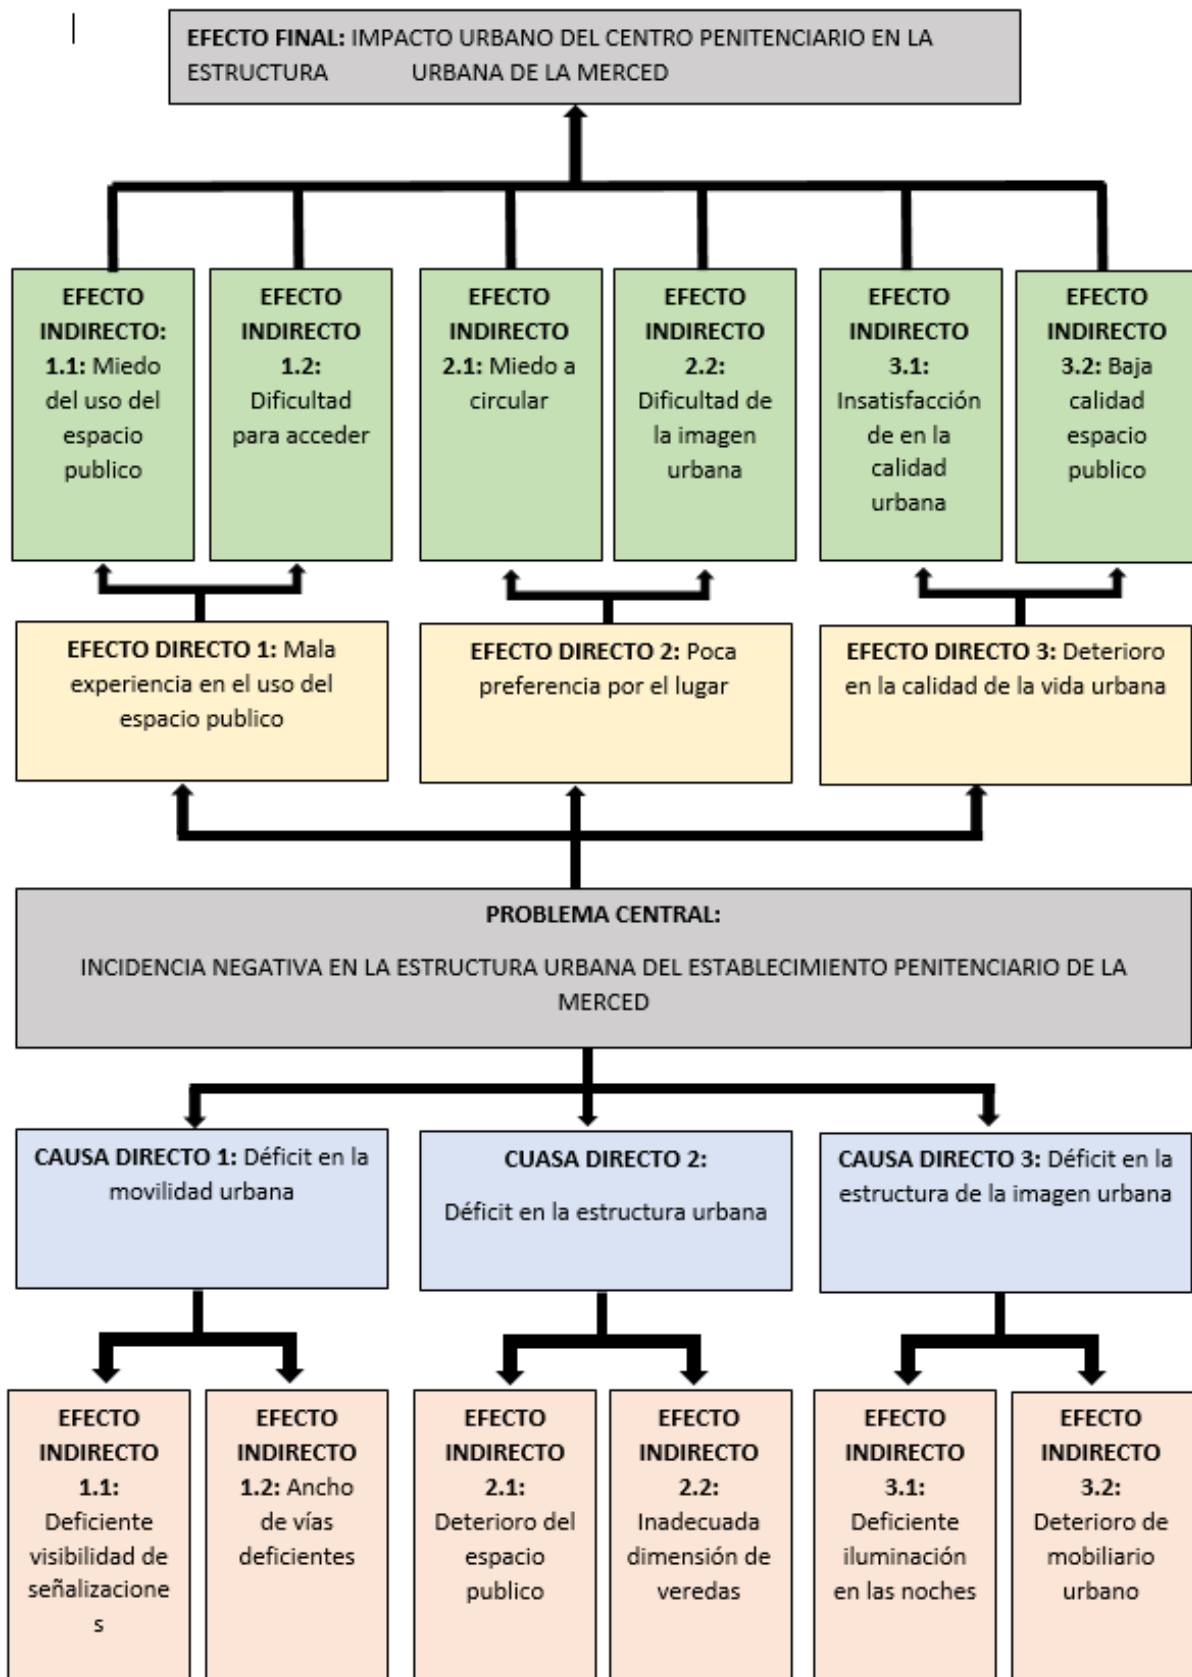 EFECTO FINAL: IMPACTO URBANO DEL CENTRO PENITENCIARIO EN LA
ESTRUCTURA URBANA DE LA MERCED
EFECTO
INDIRECTO:
1.1: Miedo
del uso del
espacio
publico
EFECTO
INDIRECTO
1.2:
Dificultad
para acceder
EFECTO
INDIRECTO
2.1: Miedo a
circular
EFECTO
INDIRECTO
2.2:
Dificultad de
la imagen
urbana
EFECTO
INDIRECTO
3.1:
Insatisfacción
de en la
calidad
urbana
EFECTO
INDIRECTO
3.2: Baja
calidad
espacio
publico
EFECTO DIRECTO 1: Mala
experiencia en el uso del
espacio publico
EFECTO DIRECTO 2: Poca
preferencia por el lugar
EFECTO DIRECTO 3: Deterioro
en la calidad de la vida urbana
PROBLEMA CENTRAL:
INCIDENCIA NEGATIVA EN LA ESTRUCTURA URBANA DEL ESTABLECIMIENTO PENITENCIARIO DE LA
MERCED
CAUSA DIRECTO 1: Déficit en la
movilidad urbana
CUASA DIRECTO 2:
Déficit en la estructura urbana
CAUSA DIRECTO 3: Déficit en la
estructura de la imagen urbana
EFECTO
INDIRECTO
1.1:
Deficiente
visibilidad de
señalizacione
s
EFECTO
INDIRECTO
1.2: Ancho
de vías
deficientes
EFECTO
INDIRECTO
2.1:
Deterioro del
espacio
publico
EFECTO
INDIRECTO
2.2:
Inadecuada
dimensión de
veredas
EFECTO
INDIRECTO
3.1:
Deficiente
iluminación
en las noches
EFECTO
INDIRECTO
3.2:
Deterioro de
mobiliario
urbano